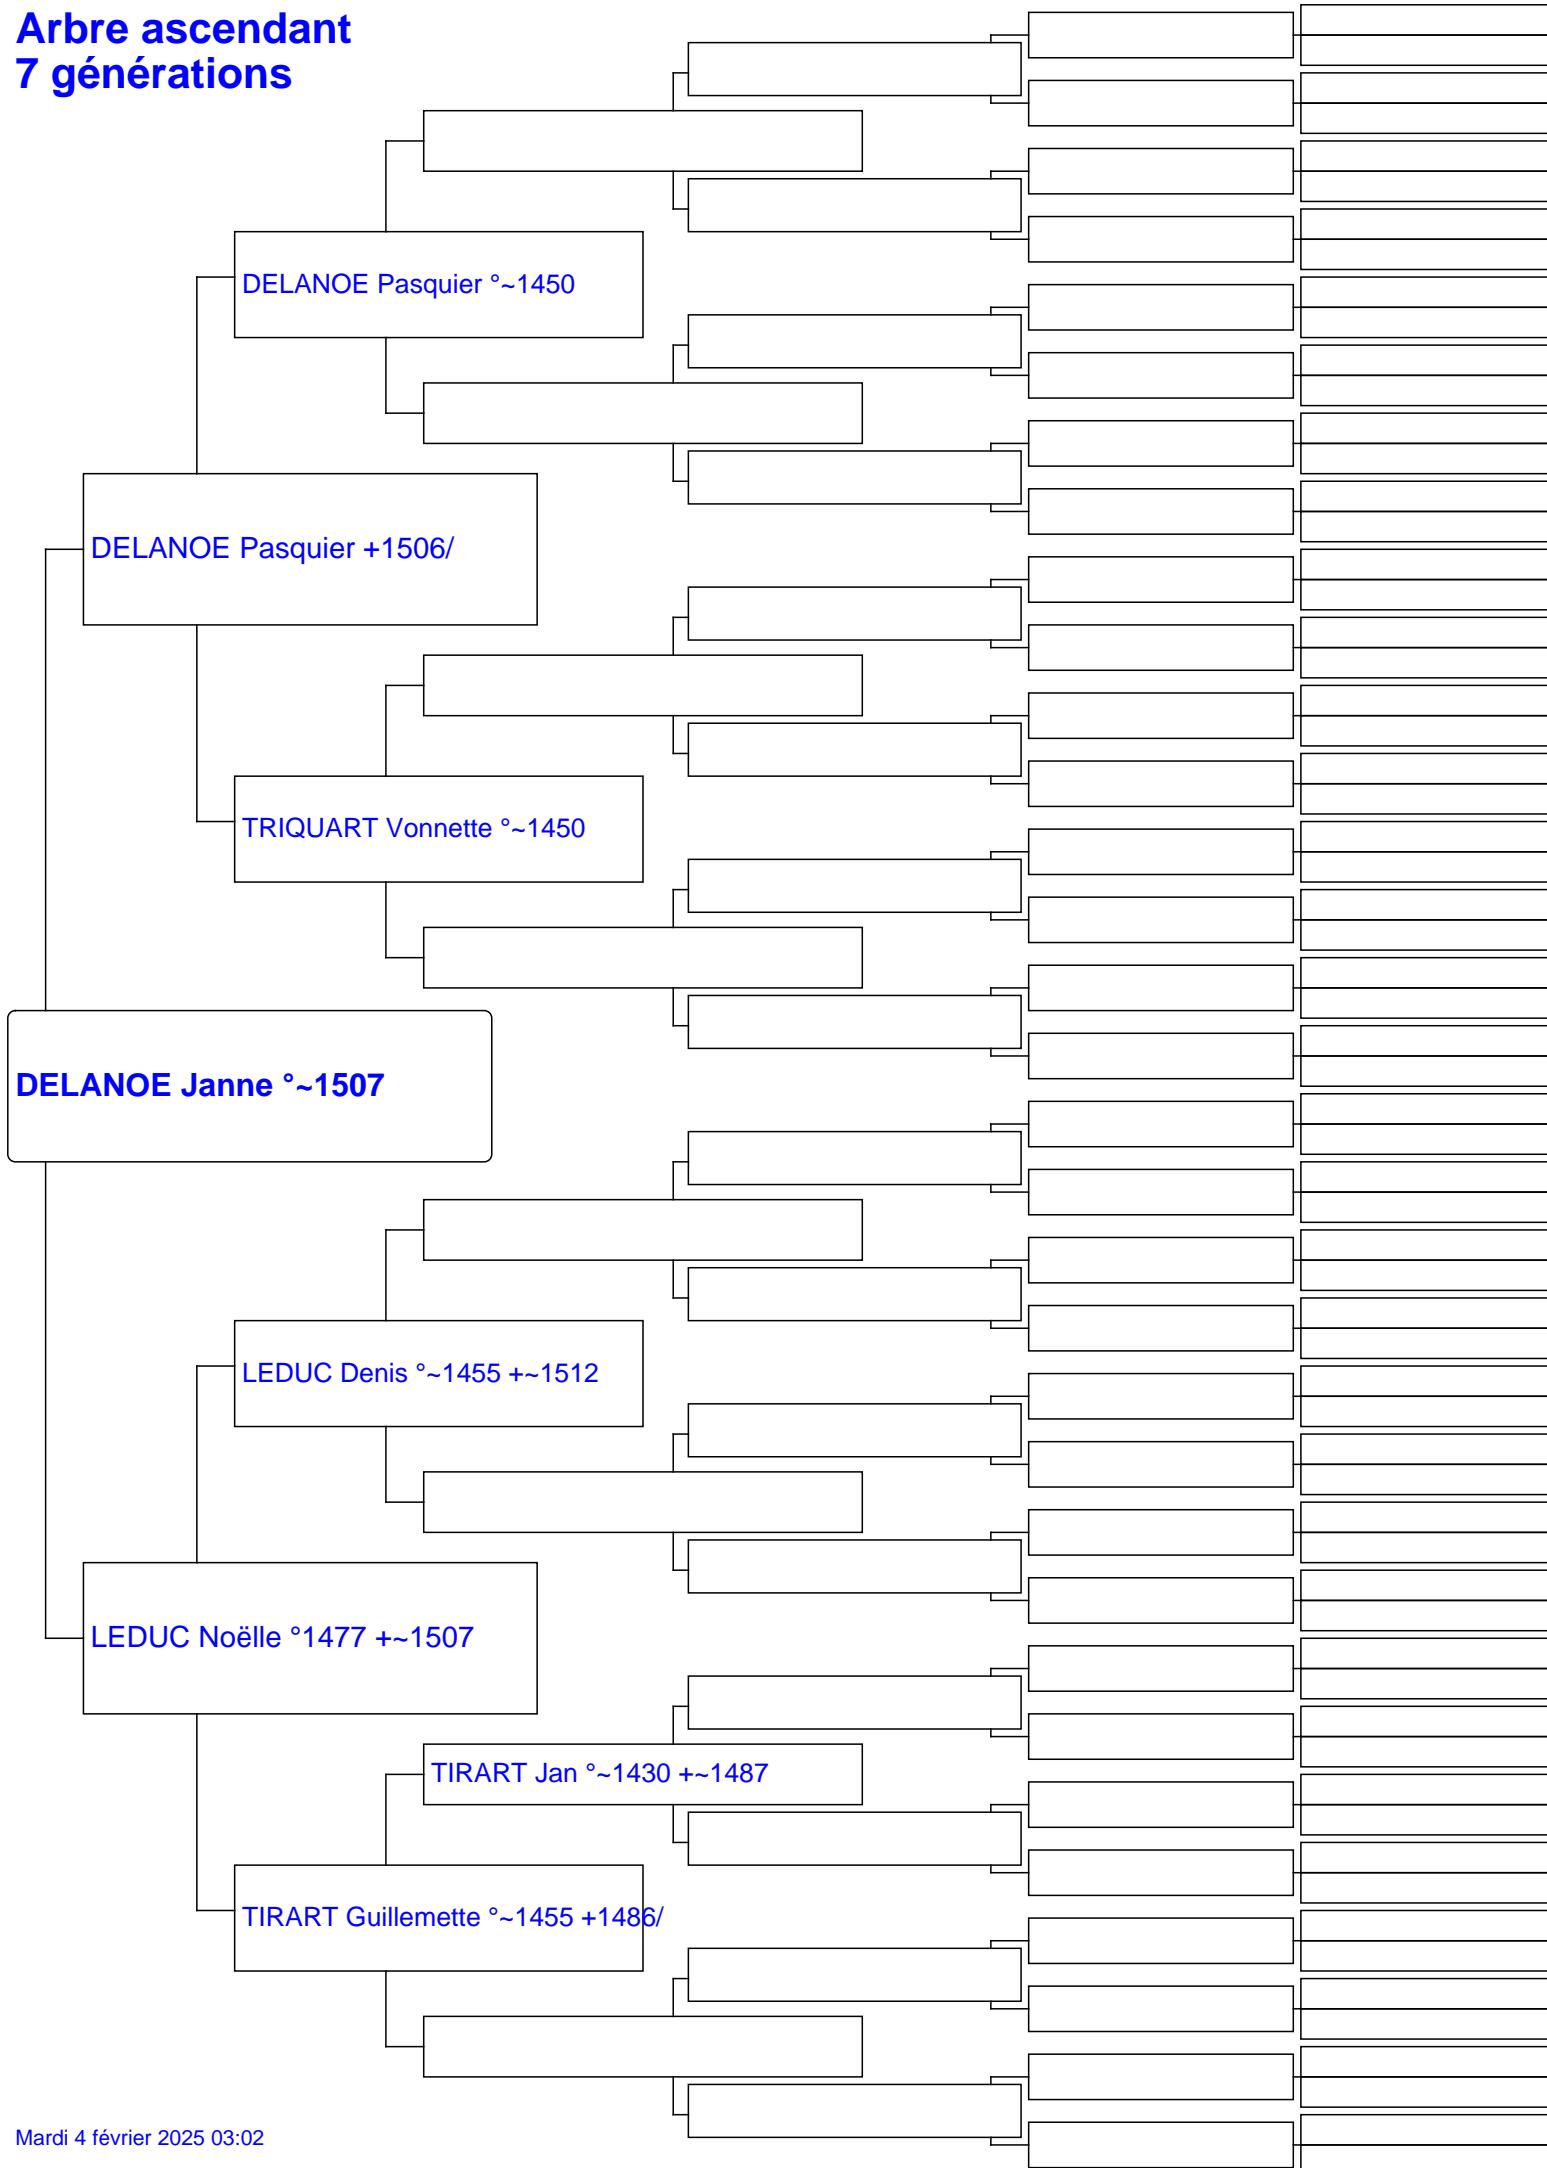 Arbre ascendant
7 générations
DELANOE Pasquier °~1450
DELANOE Pasquier +1506/
TRIQUART Vonnette °~1450
DELANOE Janne °~1507
LEDUC Denis °~1455 +~1512
LEDUC Noëlle °1477 +~1507
TIRART Jan °~1430 +~1487
TIRART Guillemette °~1455 +1486/
Mardi 4 février 2025 03:02